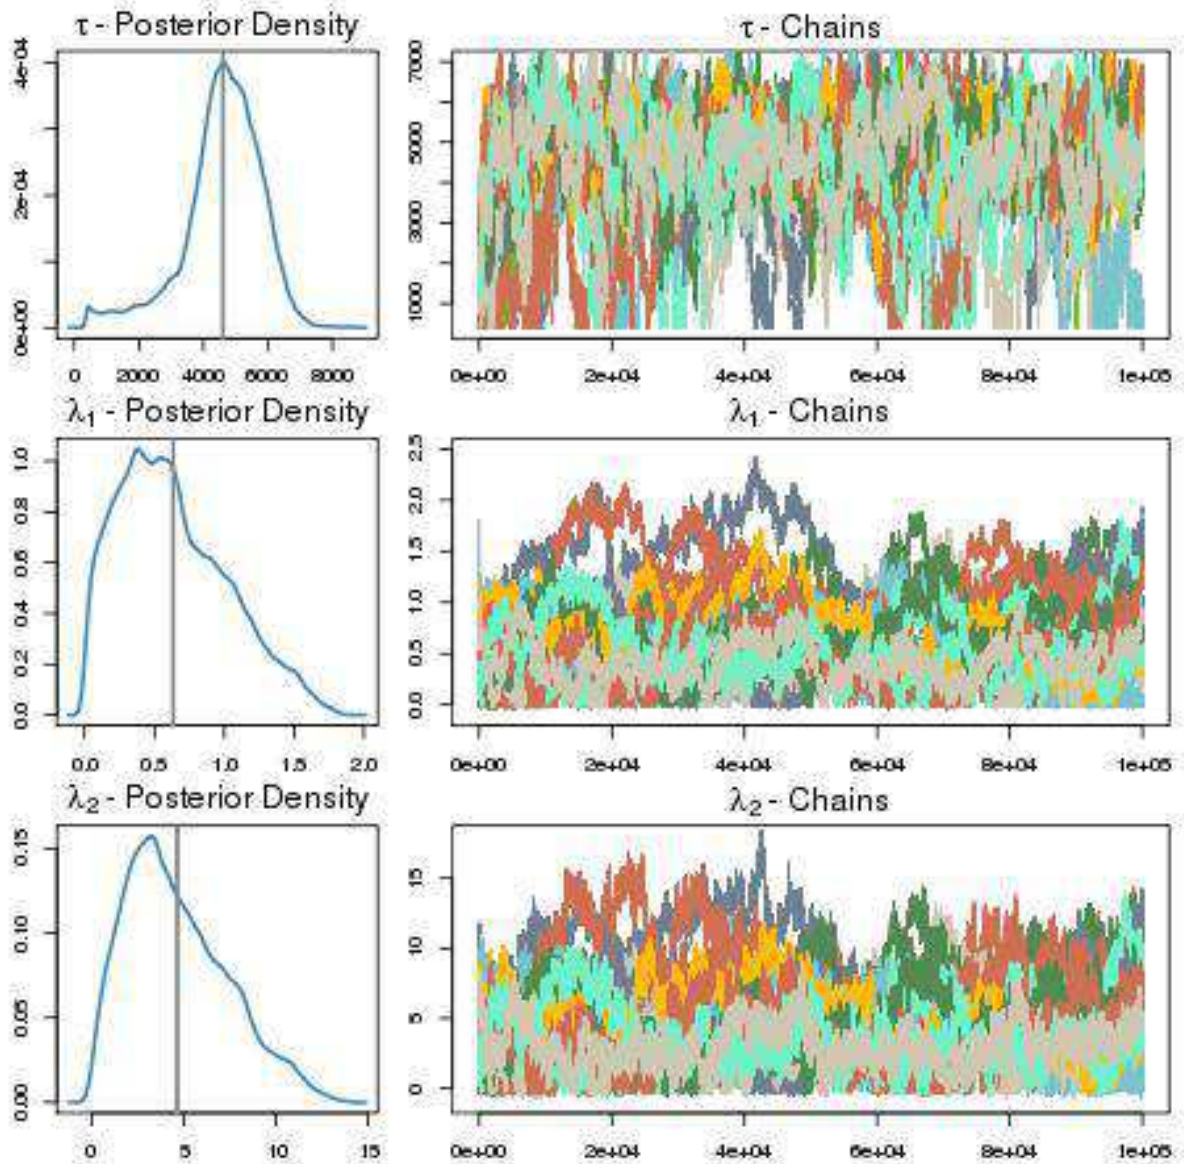 τ - Posterior Density
τ - Chains
0e+00 2e-04 4e-04
1000 3000 5000 7000
0 2000 4000 6000 8000
0e+00 2e+04 4e+04 6e+04 8e+04 1e+05
λ1 - Posterior Density
λ1 - Chains
0.0 0.2 0.4 0.6 0.8 1.0
0.0 0.5 1.0 1.5 2.0 2.5
0.0 0.5 1.0 1.5 2.0
0e+00 2e+04 4e+04 6e+04 8e+04 1e+05
λ2 - Posterior Density
λ2 - Chains
0.00 0.05 0.10 0.15
0 5 10 15
0 5 10 15
0e+00 2e+04 4e+04 6e+04 8e+04 1e+05